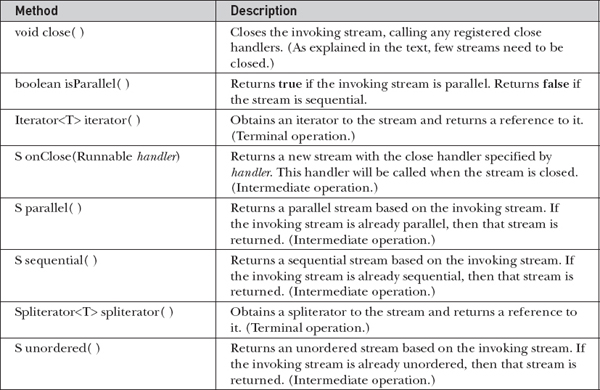 Method Description
void close( ) Closes the invoking stream, calling any registered close
handlers. (As explained in the text, few streams need to be
closed.)
boolean isParallel( ) Returns true if the invoking stream is parallel. Returns false if
the stream is sequential.
Iterator<T> iterator( ) Obtains an iterator to the stream and returns a reference to it.
(Terminal operation.)
S onClose(Runnable handler) Returns a new stream with the close handler specified by
handler. This handler will be called when the stream is closed.
(Intermediate operation.)
S parallel( ) Returns a parallel stream based on the invoking stream. If
the invoking stream is already parallel, then that stream is
returned. (Intermediate operation.)
S sequential( ) Returns a sequential stream based on the invoking stream. If
the invoking stream is already sequential, then that stream is
returned. (Intermediate operation.)
Spliterator<T> spliterator( ) Obtains a spliterator to the stream and returns a reference to
it. (Terminal operation.)
S unordered( ) Returns an unordered stream based on the invoking stream. If
the invoking stream is already unordered, then that stream is
returned. (Intermediate operation.)